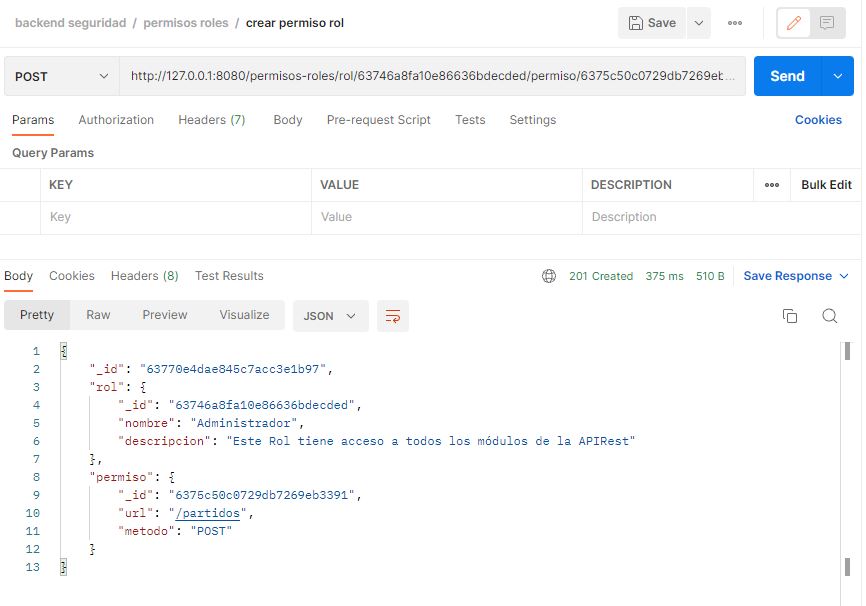 backend seguridad / permisos roles / crear permiso rol
Save
POST
http://127.0.0.1:8080/permisos-roles/rol/63746a8fa10e86636bdecded/permiso/6375c50c0729db7269eb...
Send
Params Authorization Headers (7) Body Pre-request Script Tests Settings Cookies
Query Params
KEY VALUE DESCRIPTION Bulk Edit
Key Value Description
Body Cookies Headers (8) Test Results 201 Created 375 ms 510 B Save Response
Pretty Raw Preview Visualize JSON
1 {
2 "_id": "63770e4dae845c7acc3e1b97",
3 "rol": {
4 "_id": "63746a8fa10e86636bdecded",
5 "nombre": "Administrador",
6 "descripcion": "Este Rol tiene acceso a todos los módulos de la APIRest"
7 },
8 "permiso": {
9 "_id": "6375c50c0729db7269eb3391",
10 "url": "/partidos",
11 "metodo": "POST"
12 }
13 }